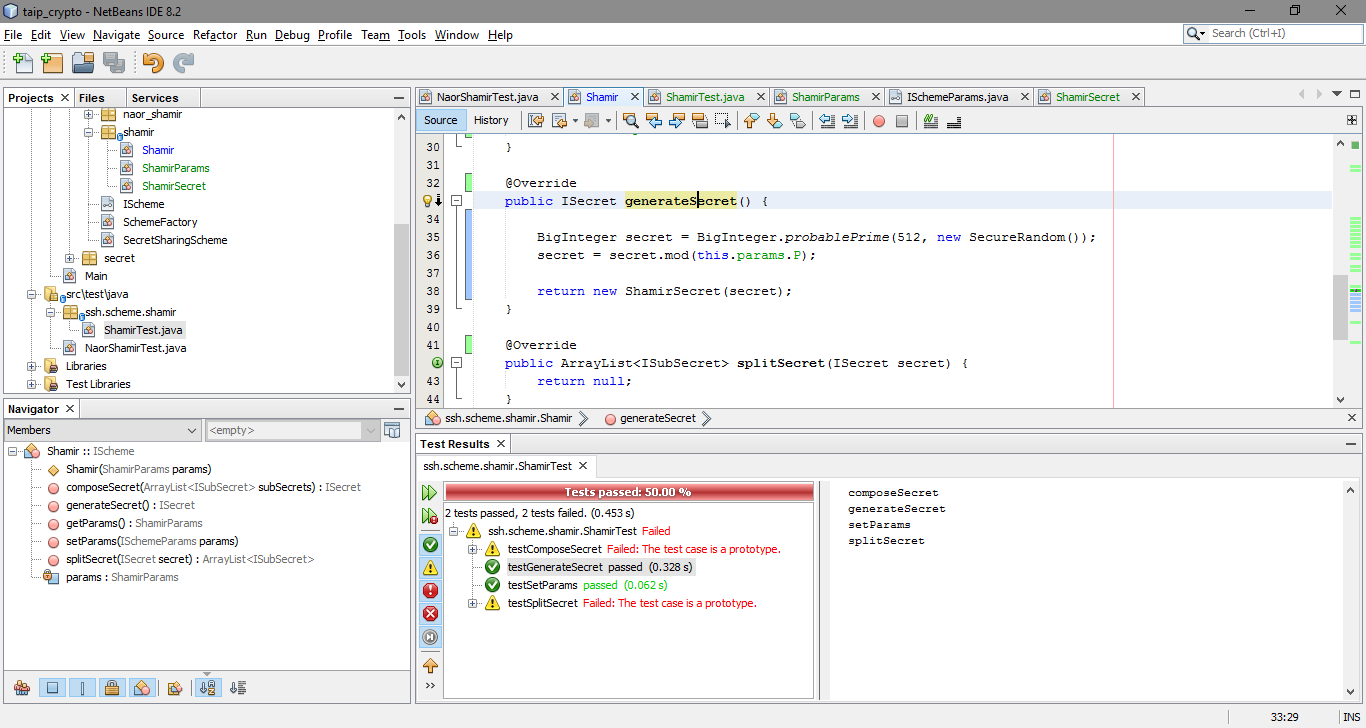 taip_crypto - NetBeans IDE 8.2
File Edit View Navigate Source Refactor Run Debug Profile Team Tools Window Help
Search (Ctrl+I)
Projects Files Services
naor_shamir
shamir
Shamir
ShamirParams
ShamirSecret
IScheme
SchemeFactory
SecretSharingScheme
secret
Main
src\test\java
ssh.scheme.shamir
ShamirTest.java
NaorShamirTest.java
Libraries
Test Libraries
Navigator
Members
<empty>
Shamir :: IScheme
Shamir(ShamirParams params)
composeSecret(ArrayList<ISubSecret> subSecrets) : ISecret
generateSecret() : ISecret
getParams() : ShamirParams
setParams(ISchemeParams params)
splitSecret(ISecret secret) : ArrayList<ISubSecret>
params : ShamirParams
NaorShamirTest.java Shamir ShamirTest.java ShamirParams ISchemeParams.java ShamirSecret
Source History
30 }
31
32 @Override
public ISecret generateSecret() {
34
35 BigInteger secret = BigInteger.probablePrime(512, new SecureRandom());
36 secret = secret.mod(this.params.P);
37
38 return new ShamirSecret(secret);
39 }
40
41 @Override
public ArrayList<ISubSecret> splitSecret(ISecret secret) {
43 return null;
44 }
ssh.scheme.shamir.Shamir generateSecret
Test Results
ssh.scheme.shamir.ShamirTest
Tests passed: 50.00 %
2 tests passed, 2 tests failed. (0.453 s)
ssh.scheme.shamir.ShamirTest Failed
testComposeSecret Failed: The test case is a prototype.
testGenerateSecret passed (0.328 s)
testSetParams passed (0.062 s)
testSplitSecret Failed: The test case is a prototype.
composeSecret
generateSecret
setParams
splitSecret
33:29 INS